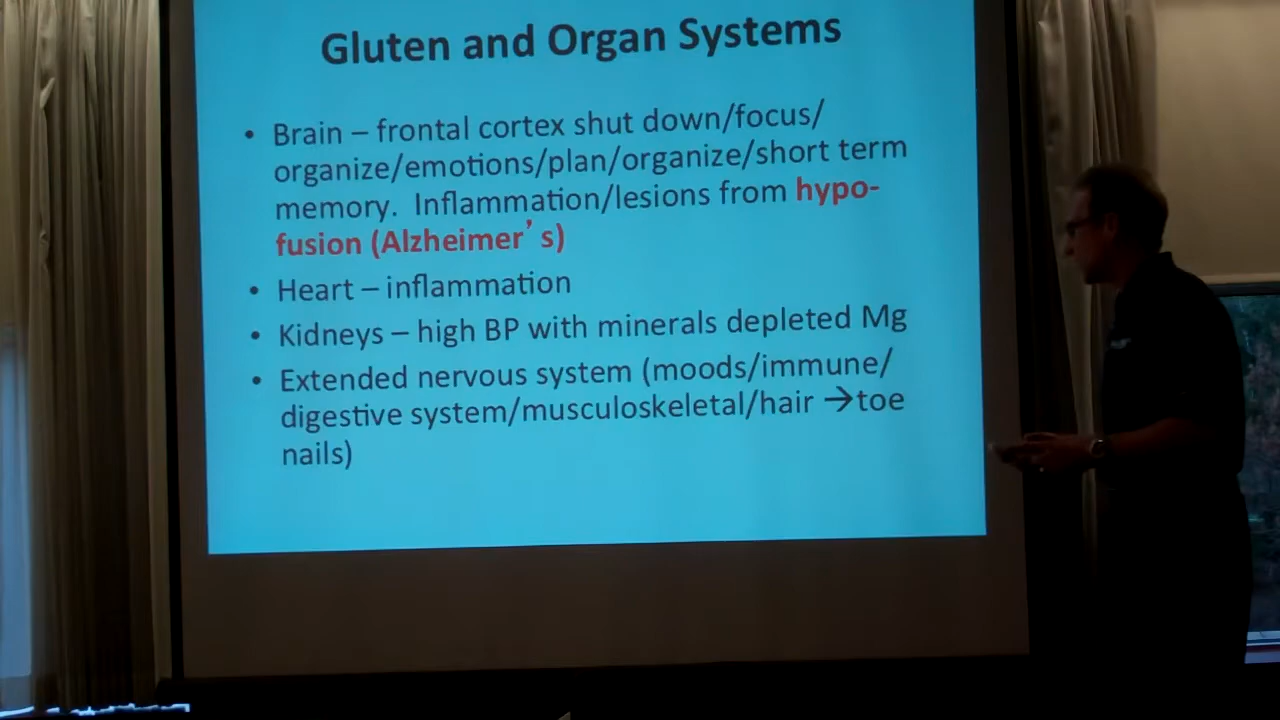 Gluten and Organ Systems
• Brain – frontal cortex shut down/focus/
organize/emotions/plan/organize/short term
memory.  Inflammation/lesions from hypo-
fusion (Alzheimer’s)
• Heart – inflammation
• Kidneys – high BP with minerals depleted Mg
• Extended nervous system (moods/immune/
digestive system/musculoskeletal/hair →toe
nails)